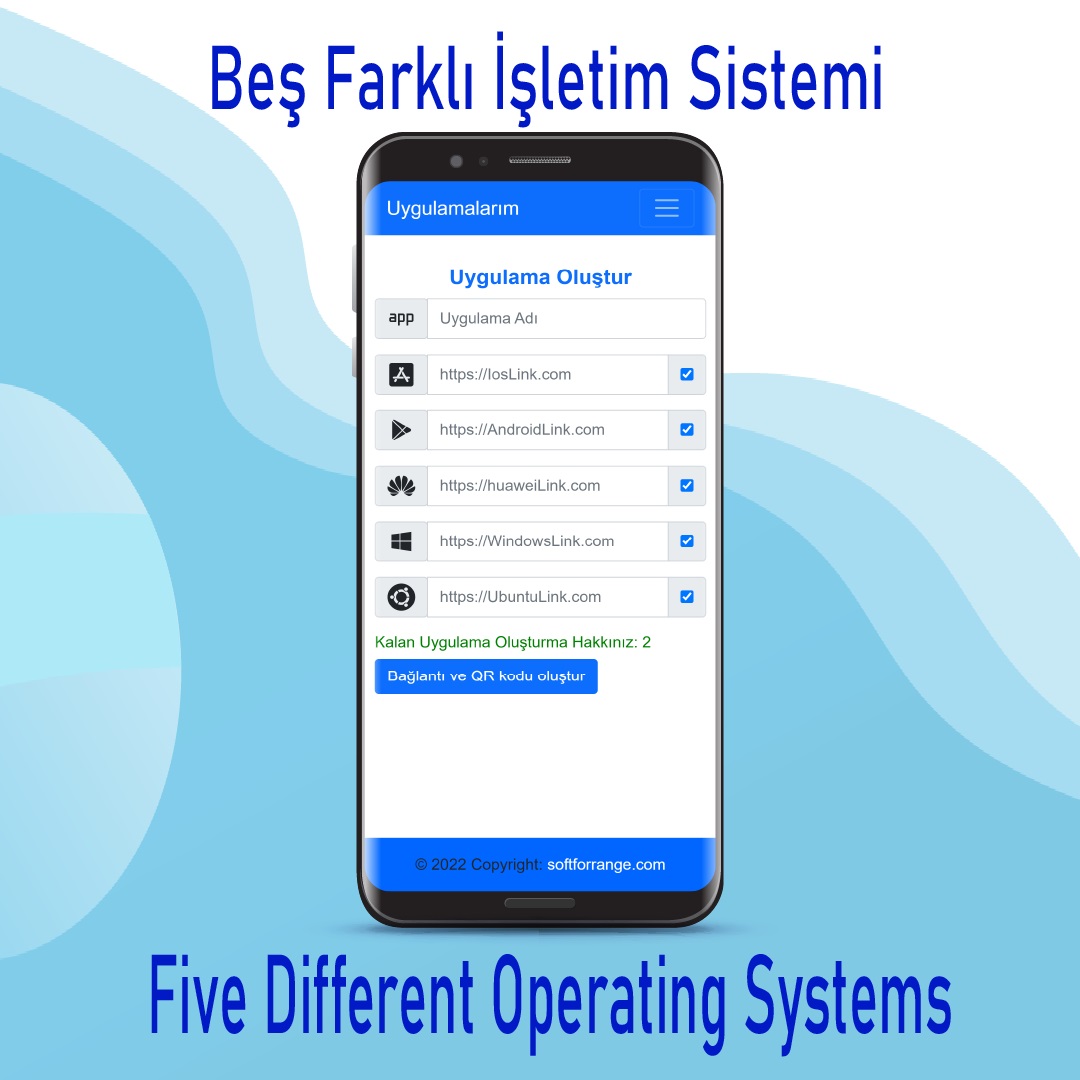 Beş Farklı İşletim Sistemi
Uygulamalarım
Uygulama Oluştur
app Uygulama Adı
https://IosLink.com
https://AndroidLink.com
https://huaweiLink.com
https://WindowsLink.com
https://UbuntuLink.com
Kalan Uygulama Oluşturma Hakkınız: 2
Bağlantı ve QR kodu oluştur
© 2022 Copyright: softforrange.com
Five Different Operating Systems